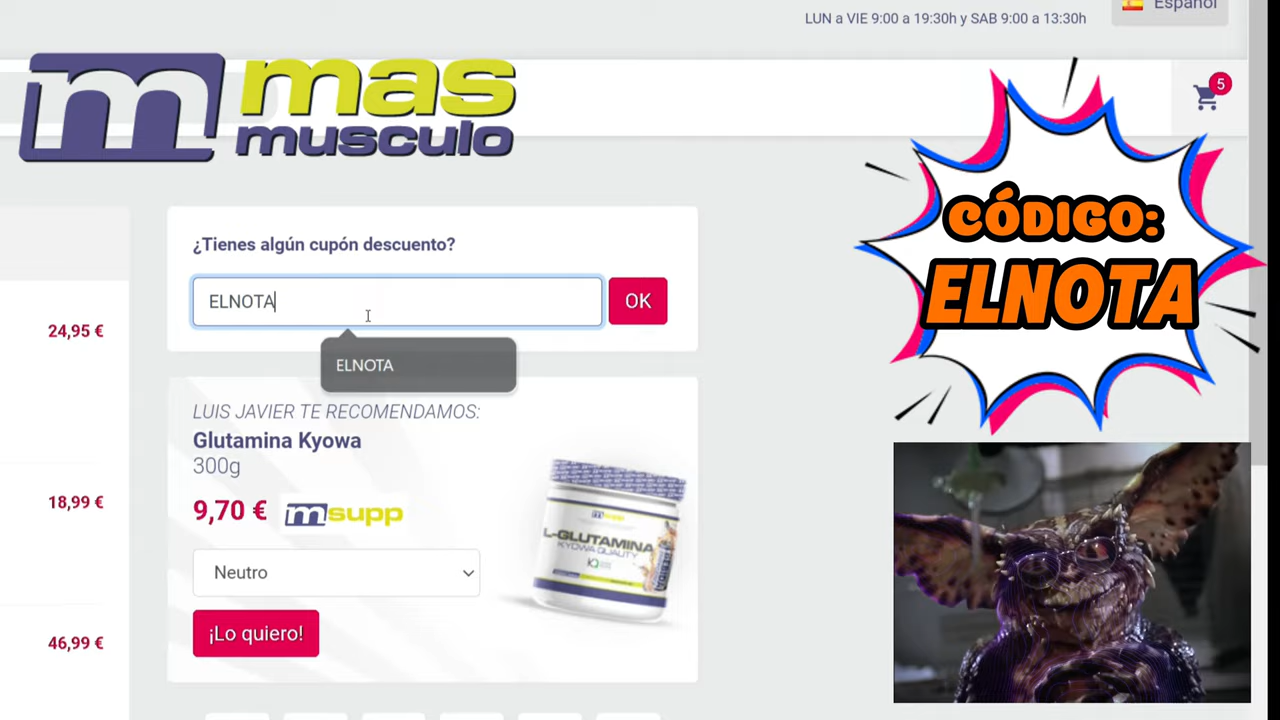 LUN a VIE 9:00 a 19:30h y SAB 9:00 a 13:30h
Español
mas
musculo
5
¿Tienes algún cupón descuento?
ELNOTA
OK
ELNOTA
CÓDIGO:
ELNOTA
24,95 €
18,99 €
46,99 €
LUIS JAVIER TE RECOMENDAMOS:
Glutamina Kyowa
300g
9,70 €
msupp
Neutro
¡Lo quiero!
L-GLUTAMINA
KYOWA QUALITY